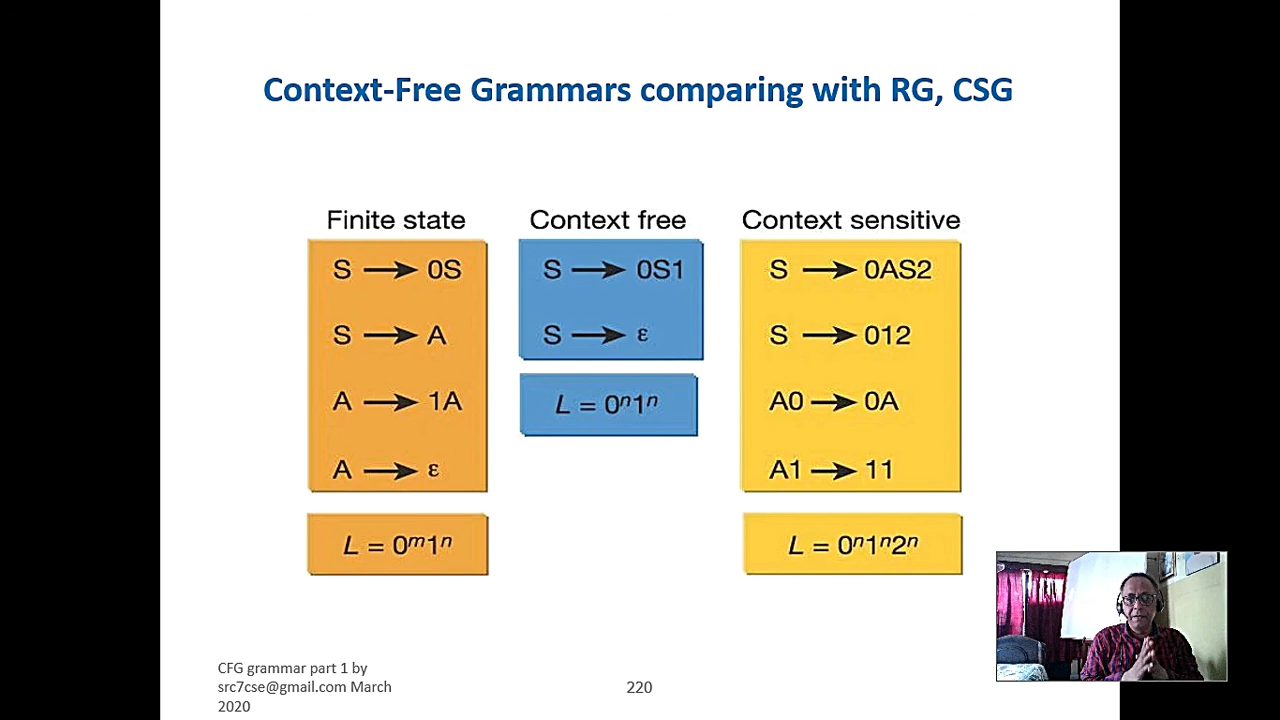 Context-Free Grammars comparing with RG, CSG
Finite state
S → 0S
S → A
A → 1A
A → ε
L = 0ᵐ1ⁿ
Context free
S → 0S1
S → ε
L = 0ⁿ1ⁿ
Context sensitive
S → 0AS2
S → 012
A0 → 0A
A1 → 11
L = 0ⁿ1ⁿ2ⁿ
CFG grammar part 1 by
src7cse@gmail.com March
2020
220